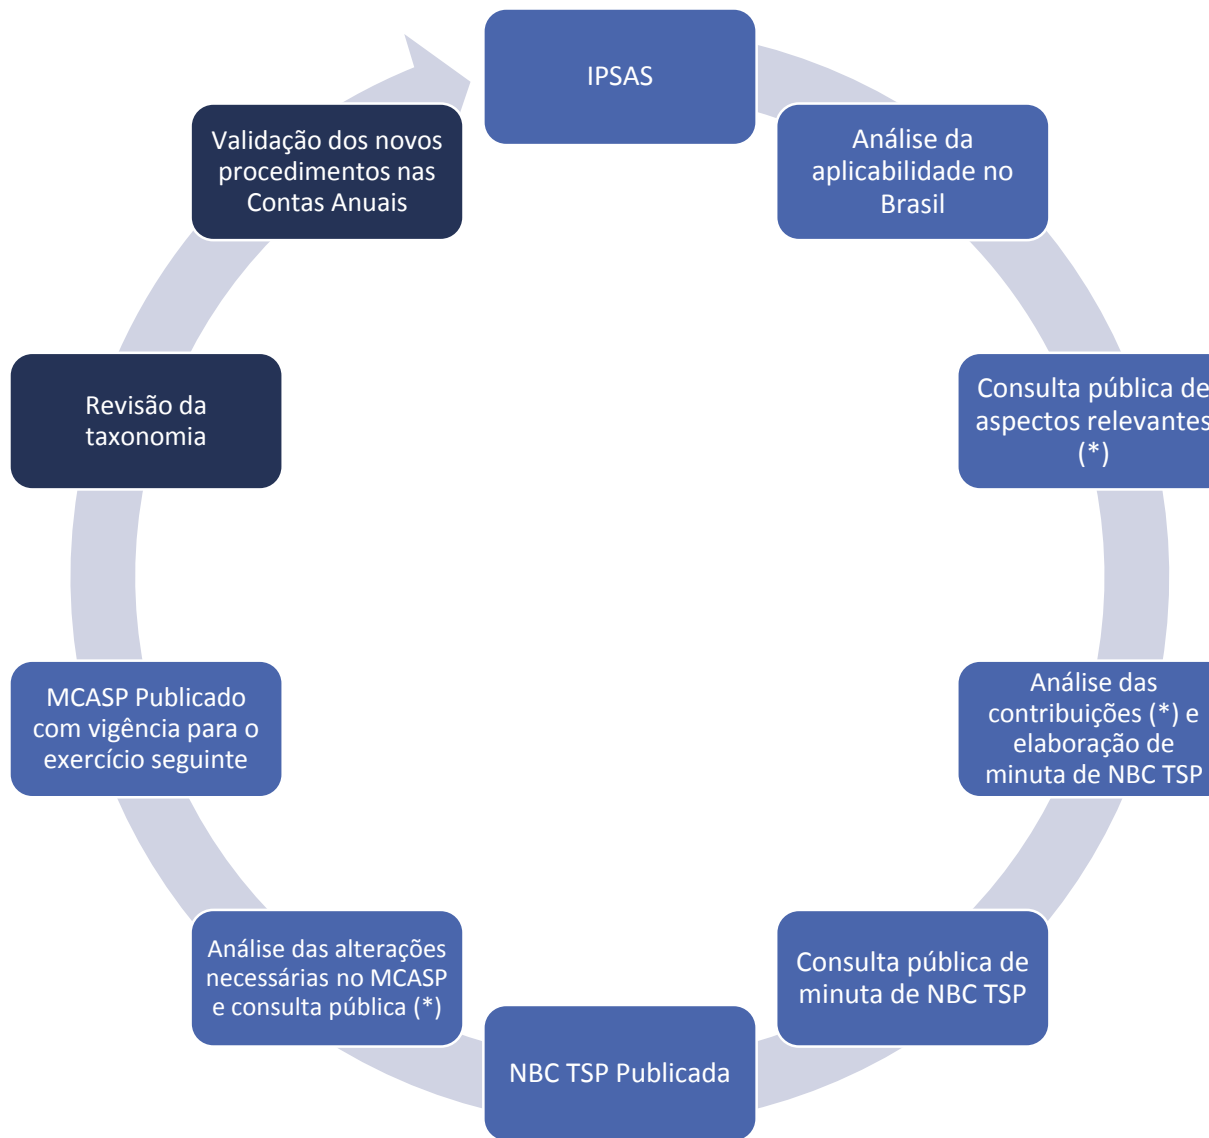 IPSAS
Análise da
aplicabilidade no
Brasil
Consulta pública de
aspectos relevantes
(*)
Análise das
contribuições (*) e
elaboração de
minuta de NBC TSP
Consulta pública de
minuta de NBC TSP
NBC TSP Publicada
Análise das alterações
necessárias no MCASP
e consulta pública (*)
MCASP Publicado
com vigência para o
exercício seguinte
Revisão da
taxonomia
Validação dos novos
procedimentos nas
Contas Anuais